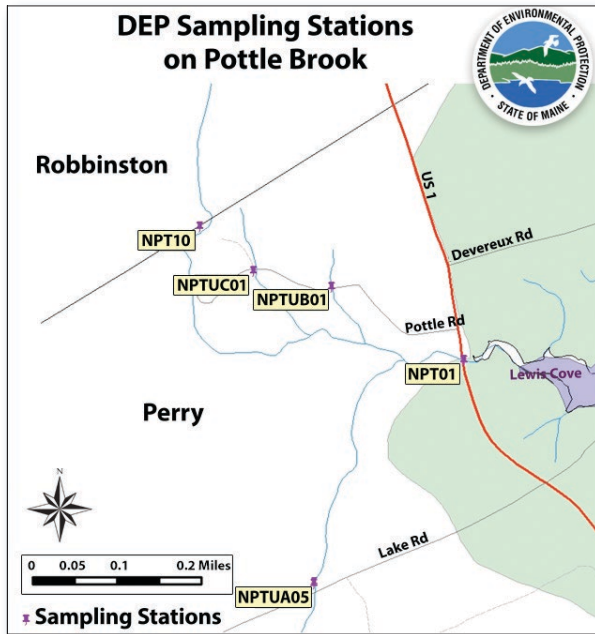 DEP Sampling Stations
on Pottle Brook
DEPARTMENT OF ENVIRONMENTAL PROTECTION
• STATE OF MAINE •
Robbinston
US 1
NPT10
Devereux Rd
NPTUC01
NPTUB01
Pottle Rd
NPT01
Lewis Cove
Perry
N
Lake Rd
0 0.05 0.1 0.2 Miles
NPTUA05
Sampling Stations